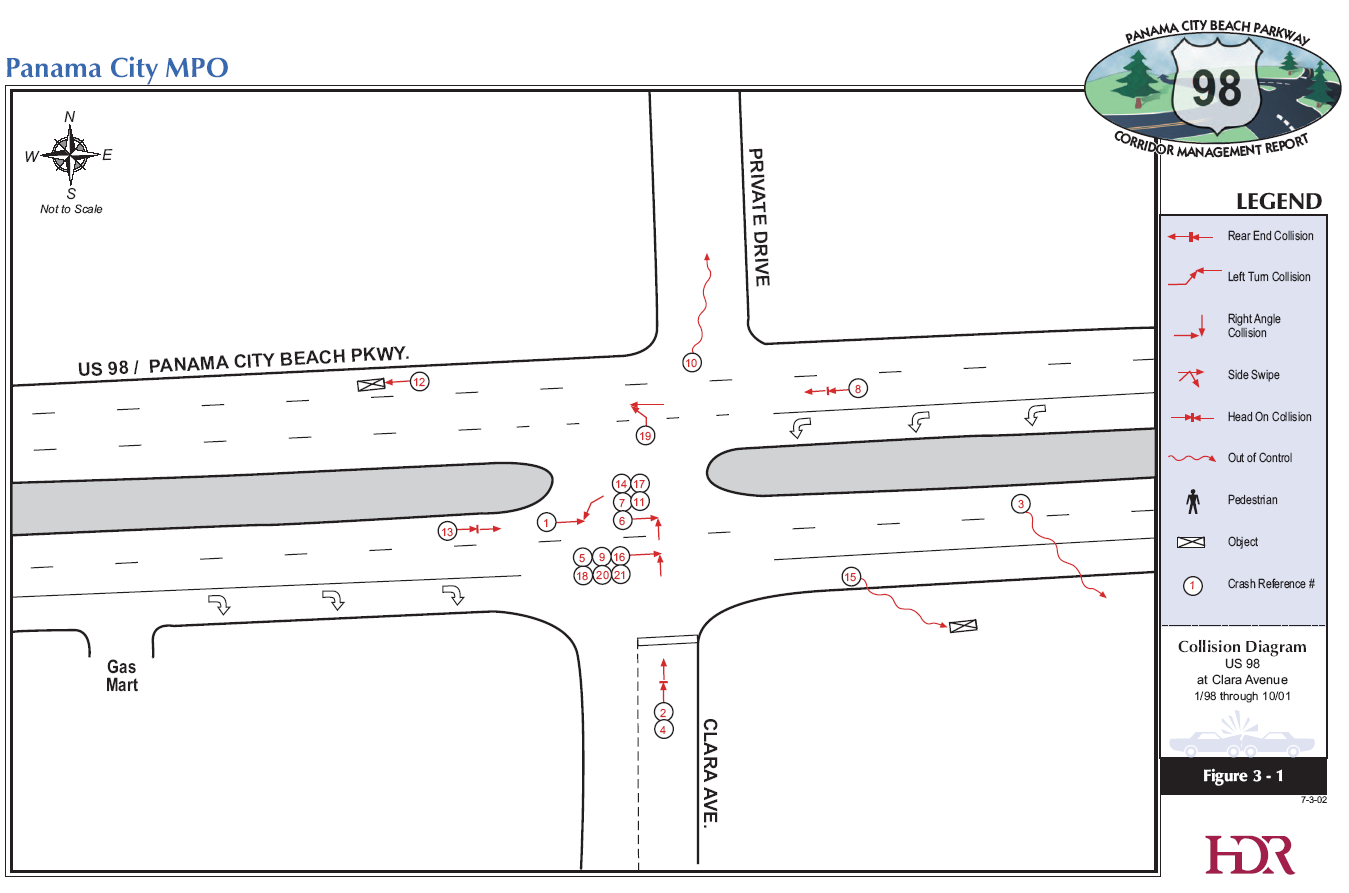 Panama City MPO
PANAMA CITY BEACH PARKWAY
98
CORRIDOR MANAGEMENT REPORT
N
W
E
S
Not to Scale
PRIVATE DRIVE
US 98 / PANAMA CITY BEACH PKWY.
10
12
8
19
14 17
7 11
6
1
13
3
5 9 16
18 20 21
15
Gas
Mart
2
4
CLARA AVE.
LEGEND
Rear End Collision
Left Turn Collision
Right Angle
Collision
Side Swipe
Head On Collision
Out of Control
Pedestrian
Object
1
Crash Reference #
Collision Diagram
US 98
at Clara Avenue
1/98 through 10/01
Figure 3 - 1
7-3-02
HDR